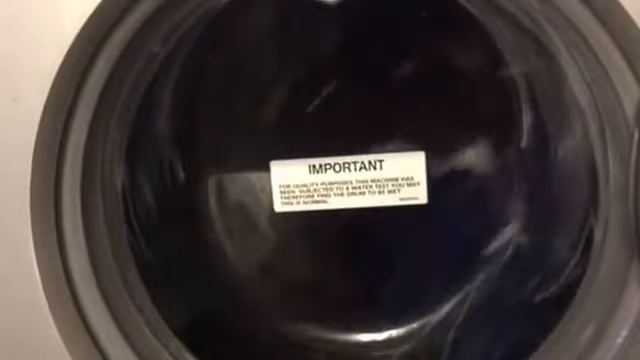 IMPORTANT
FOR QUALITY PURPOSES THIS MACHINE HAS
BEEN SUBJECTED TO A WATER TEST YOU MAY
THEREFORE FIND THE DRUM TO BE WET
THIS IS NORMAL